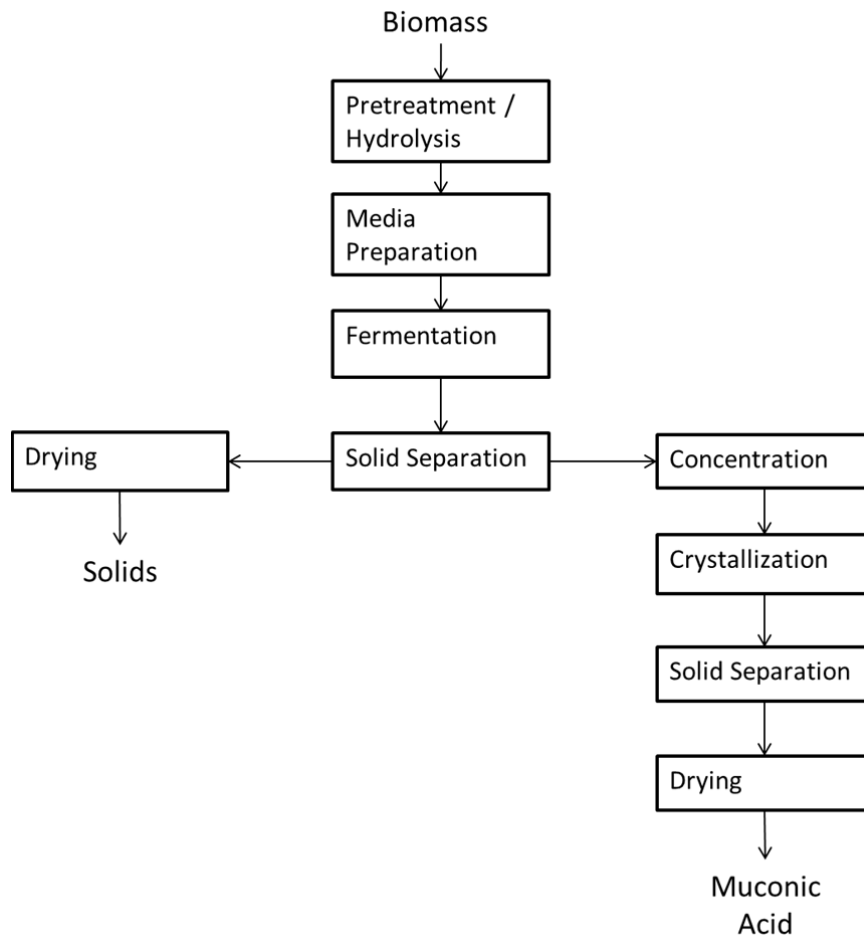 Biomass
Pretreatment /
Hydrolysis
Media
Preparation
Fermentation
Drying
Solid Separation
Concentration
Solids
Crystallization
Solid Separation
Drying
Muconic
Acid